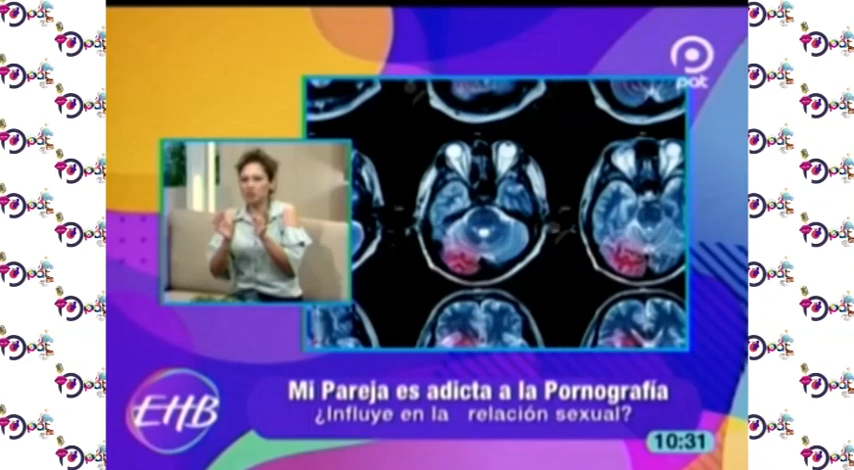 pat
Mi Pareja es adicta a la Pornografía
¿Influye en la relación sexual?
EHB
10:31